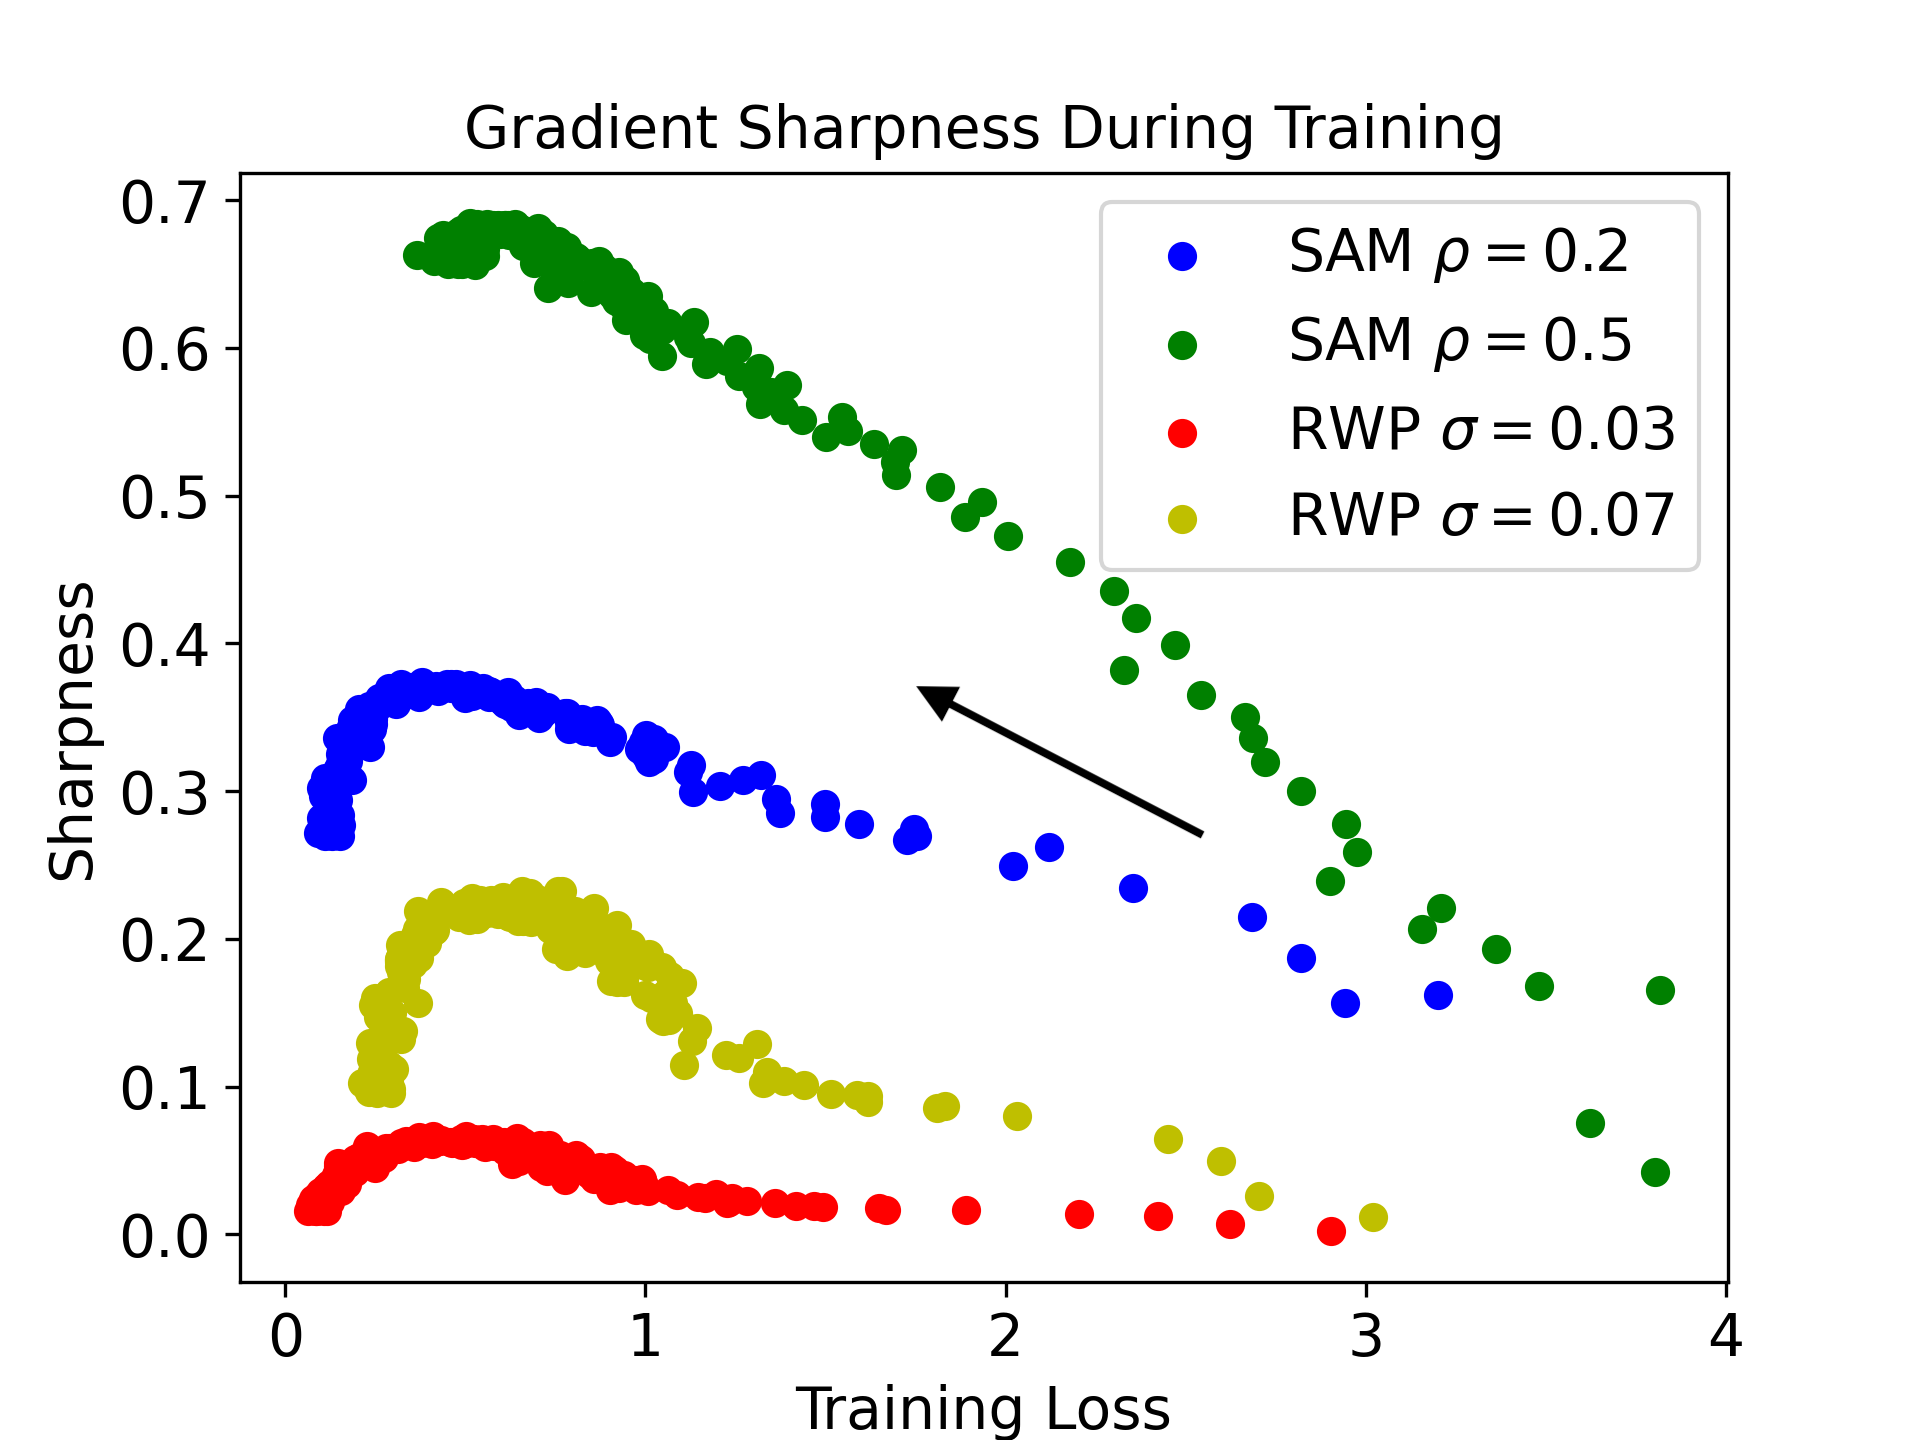 Gradient Sharpness During Training
0.7
0.6
0.5
0.4
0.3
0.2
0.1
0.0
Sharpness
SAM ρ = 0.2
SAM ρ = 0.5
RWP σ = 0.03
RWP σ = 0.07
0 1 2 3 4
Training Loss